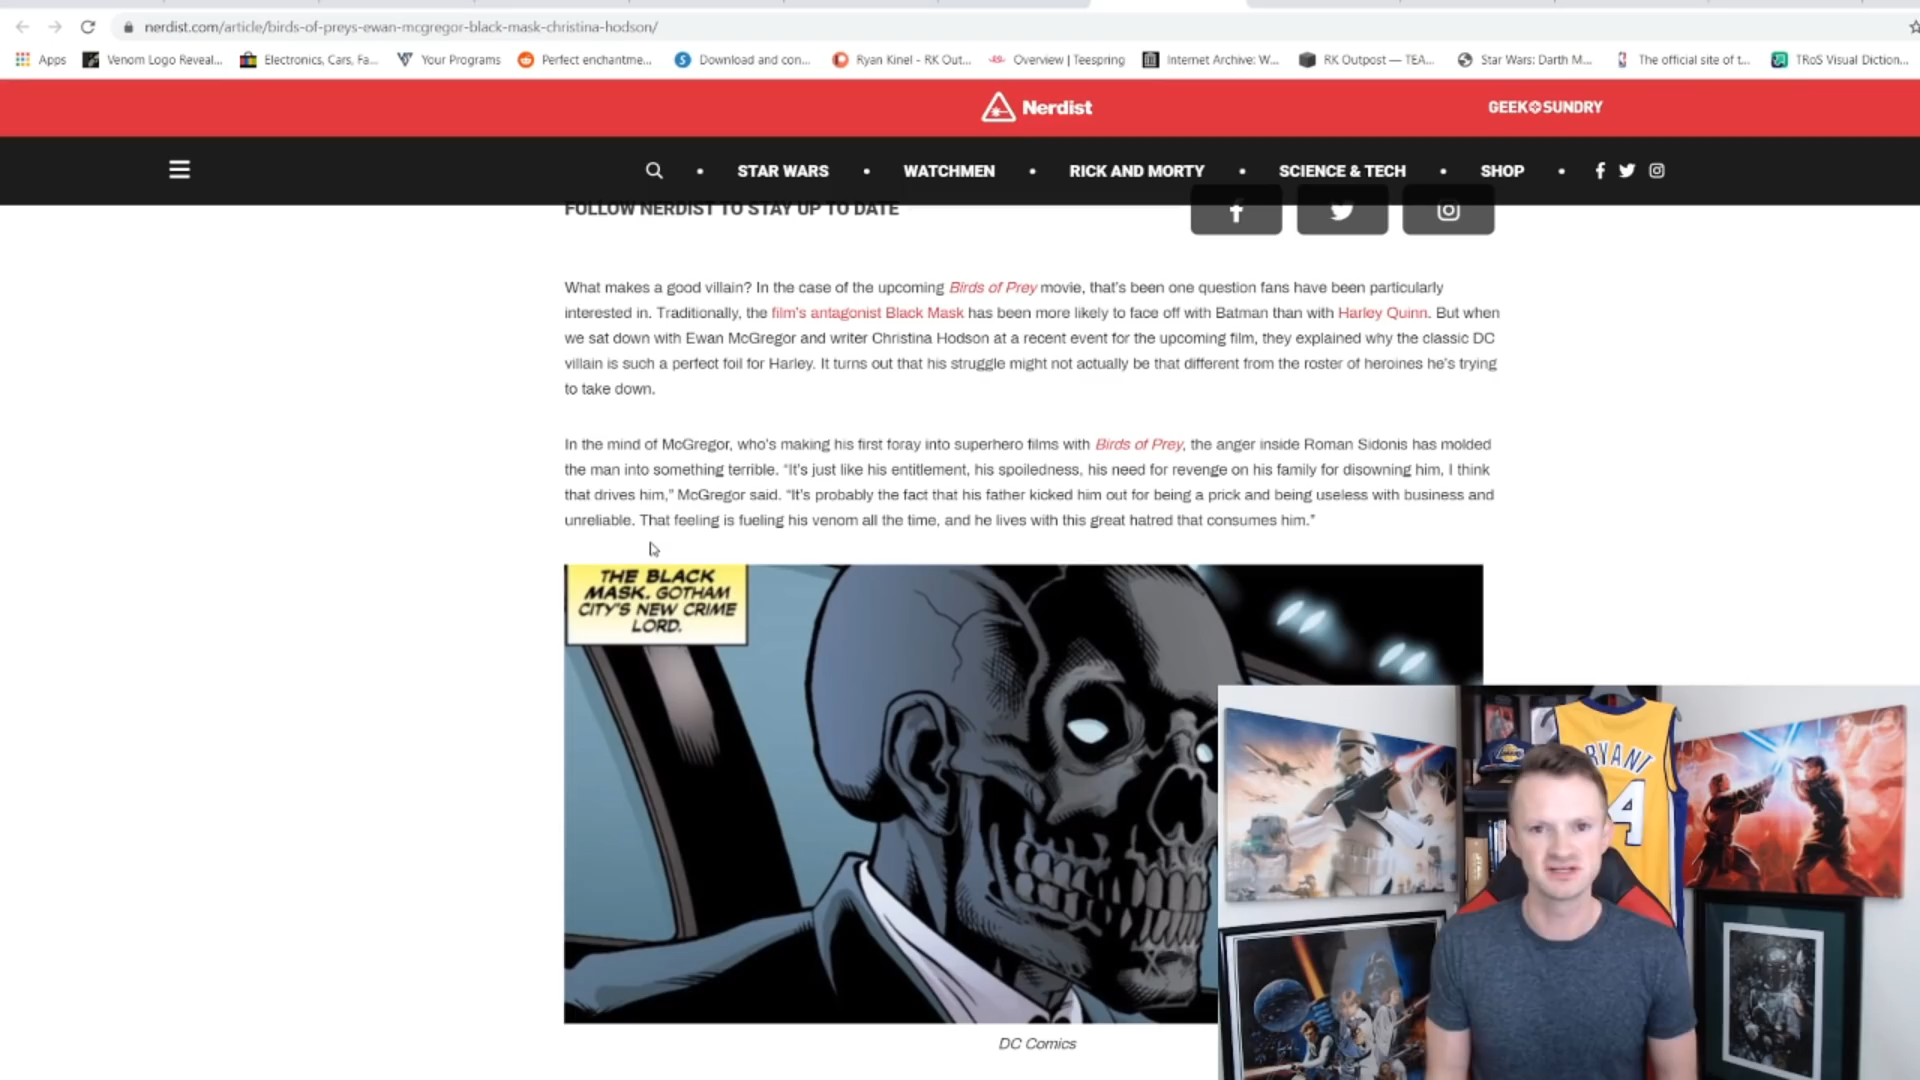 nerdist.com/article/birds-of-preys-ewan-mcgregor-black-mask-christina-hodson/
Apps
Venom Logo Reveal...
Electronics, Cars, Fa...
Your Programs
Perfect enchantme...
Download and con...
Ryan Kinel - RK Out...
Overview | Teespring
Internet Archive: W...
RK Outpost — TEA...
Star Wars: Darth M...
The official site of t...
TRoS Visual Diction...
Nerdist
GEEK SUNDRY
STAR WARS
WATCHMEN
RICK AND MORTY
SCIENCE & TECH
SHOP
FOLLOW NERDIST TO STAY UP TO DATE
What makes a good villain? In the case of the upcoming Birds of Prey movie, that's been one question fans have been particularly
interested in. Traditionally, the film's antagonist Black Mask has been more likely to face off with Batman than with Harley Quinn. But when
we sat down with Ewan McGregor and writer Christina Hodson at a recent event for the upcoming film, they explained why the classic DC
villain is such a perfect foil for Harley. It turns out that his struggle might not actually be that different from the roster of heroines he's trying
to take down.
In the mind of McGregor, who's making his first foray into superhero films with Birds of Prey, the anger inside Roman Sidonis has molded
the man into something terrible. “It's just like his entitlement, his spoiledness, his need for revenge on his family for disowning him, I think
that drives him,” McGregor said. “It's probably the fact that his father kicked him out for being a prick and being useless with business and
unreliable. That feeling is fueling his venom all the time, and he lives with this great hatred that consumes him.”
THE BLACK
MASK. GOTHAM
CITY'S NEW CRIME
LORD.
RYANT
4
DC Comics